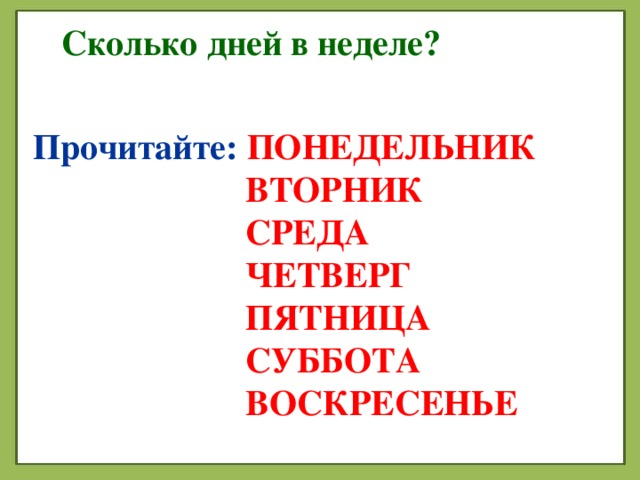 Сколько дней в неделе?
Прочитайте: ПОНЕДЕЛЬНИК
ВТОРНИК
СРЕДА
ЧЕТВЕРГ
ПЯТНИЦА
СУББОТА
ВОСКРЕСЕНЬЕ